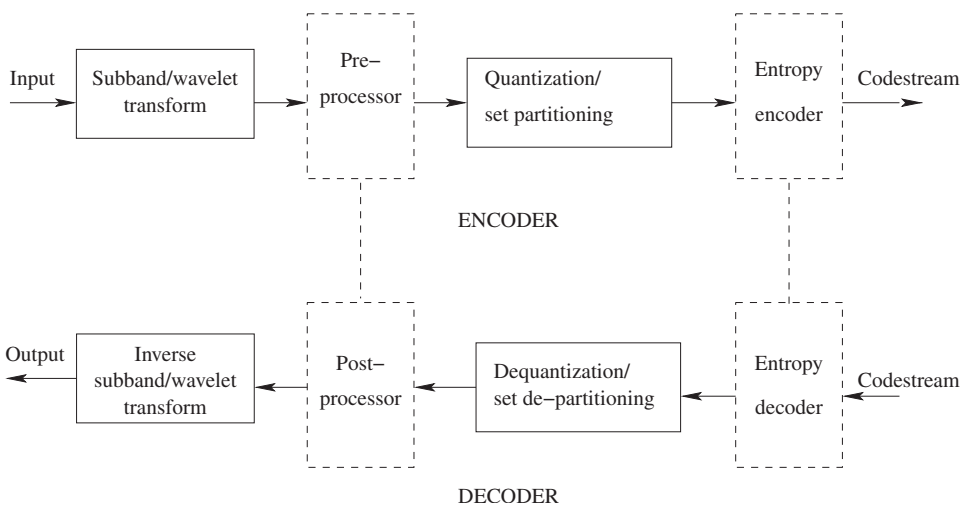 Input
Subband/wavelet
transform
Pre−
processor
Quantization/
set partitioning
Entropy
encoder
Codestream
ENCODER
Output
Inverse
subband/wavelet
transform
Post−
processor
Dequantization/
set de−partitioning
Entropy
decoder
Codestream
DECODER